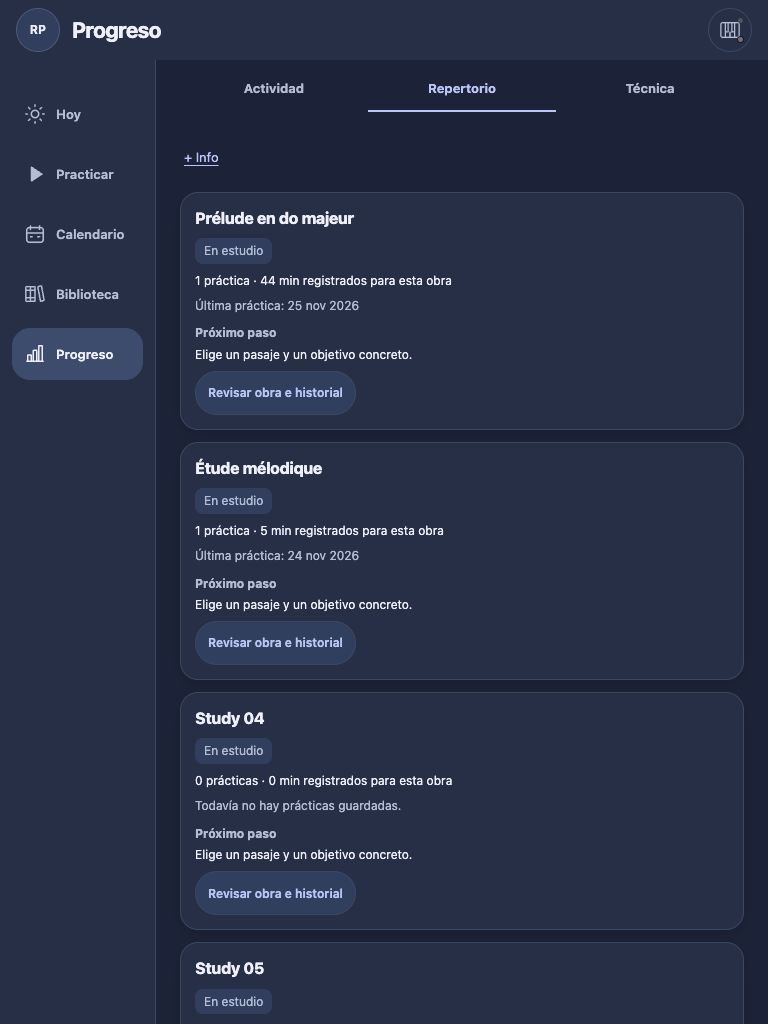 RP
Progreso
Hoy
Practicar
Calendario
Biblioteca
Progreso
Actividad
Repertorio
Técnica
+ Info
Prélude en do majeur
En estudio
1 práctica · 44 min registrados para esta obra
Última práctica: 25 nov 2026
Próximo paso
Elige un pasaje y un objetivo concreto.
Revisar obra e historial
Étude mélodique
En estudio
1 práctica · 5 min registrados para esta obra
Última práctica: 24 nov 2026
Próximo paso
Elige un pasaje y un objetivo concreto.
Revisar obra e historial
Study 04
En estudio
0 prácticas · 0 min registrados para esta obra
Todavía no hay prácticas guardadas.
Próximo paso
Elige un pasaje y un objetivo concreto.
Revisar obra e historial
Study 05
En estudio